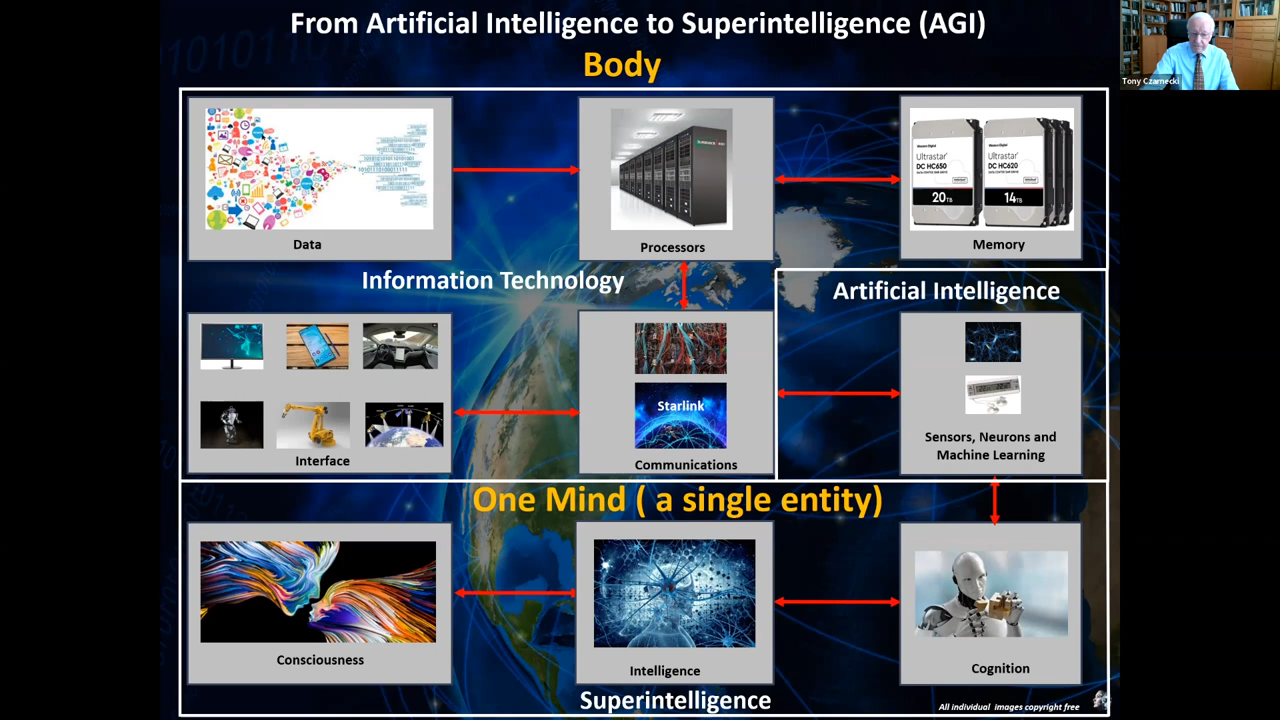 From Artificial Intelligence to Superintelligence (AGI)
Body
Tony Czarnecki
Ultrastar
DC HC650
20TB
Ultrastar
DC HC620
14TB
Data
Processors
Memory
Information Technology
Artificial Intelligence
Starlink
Interface
Communications
Sensors, Neurons and
Machine Learning
One Mind ( a single entity)
Consciousness
Intelligence
Cognition
Superintelligence
All individual images copyright free